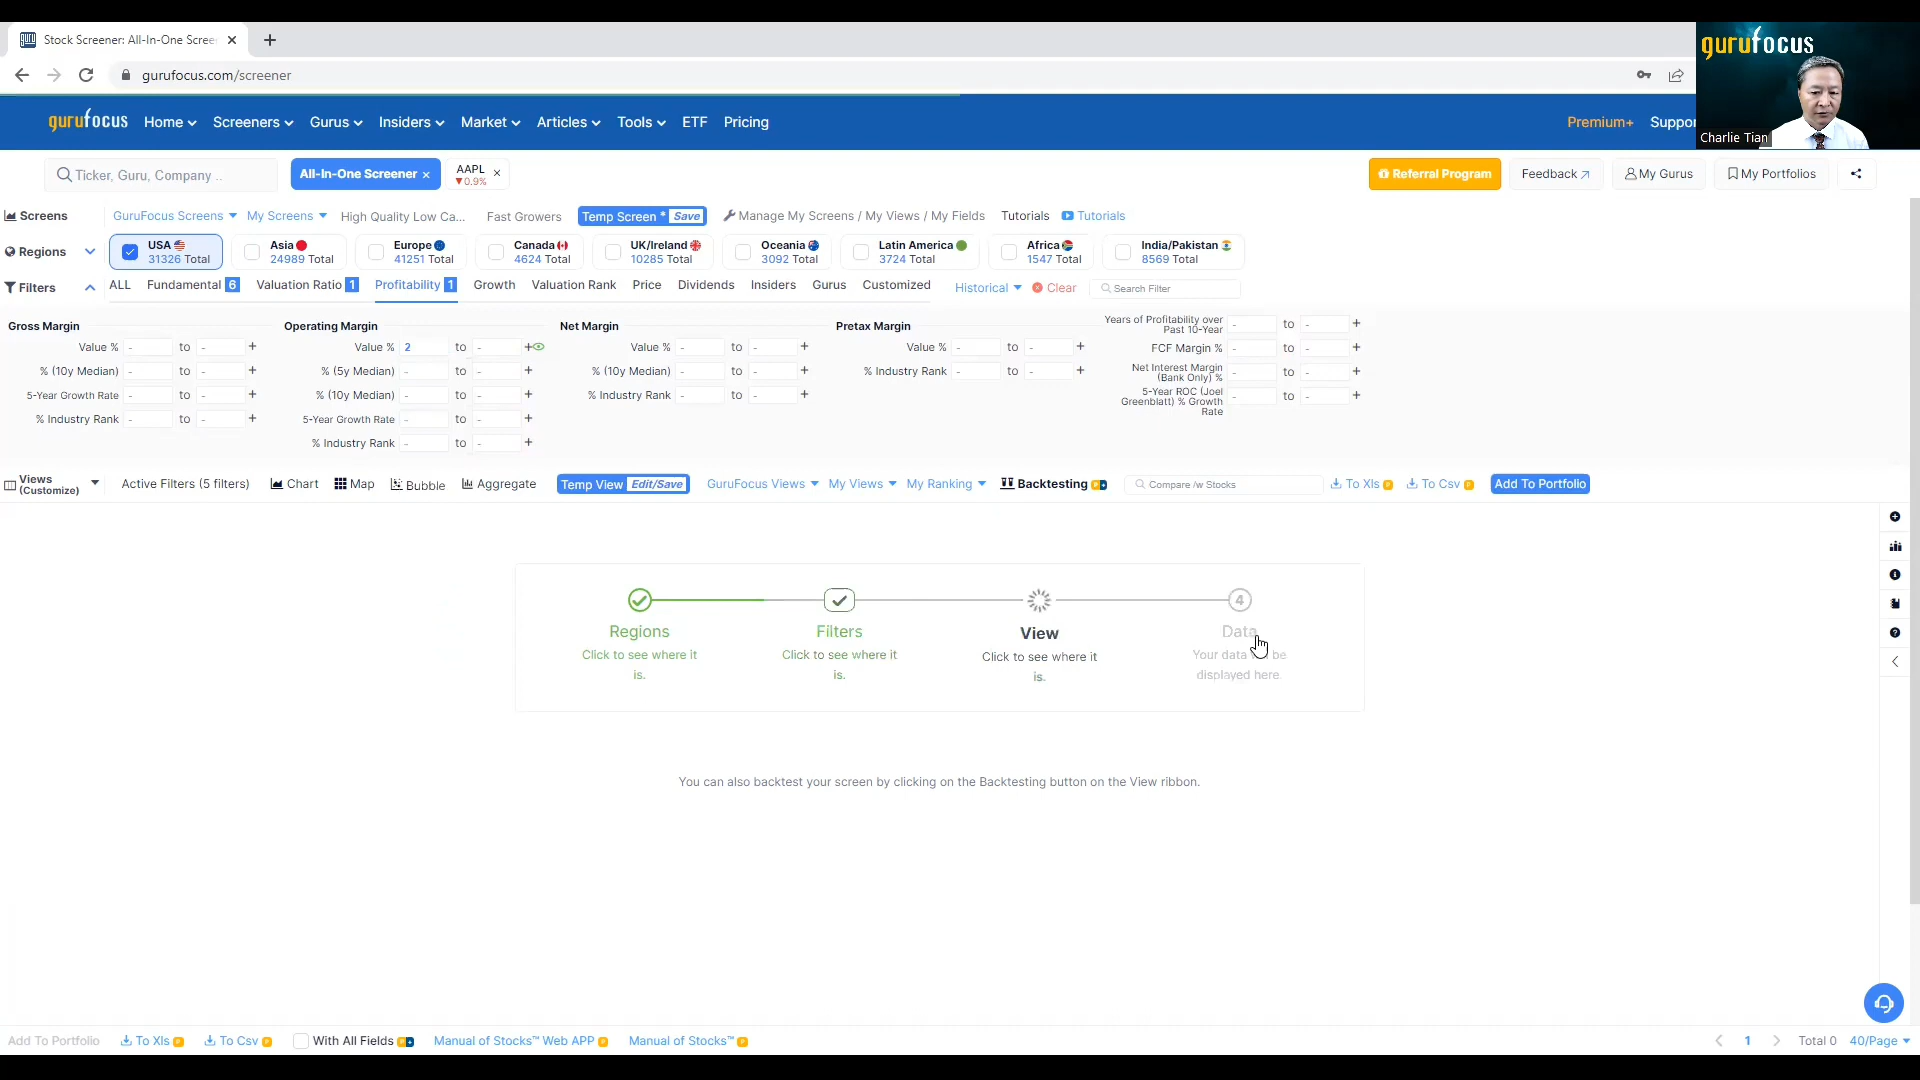 Stock Screener: All-In-One Scree
gurufocus.com/screener
gurufocus
Charlie Tian
gurufocus Home Screeners Gurus Insiders Market Articles Tools ETF Pricing Premium+ Suppor
Ticker, Guru, Company .. All-In-One Screener × AAPL × Referral Program Feedback My Gurus My Portfolios
▼0.9%
Screens GuruFocus Screens My Screens High Quality Low Ca... Fast Growers Temp Screen * Save Manage My Screens / My Views / My Fields Tutorials Tutorials
Regions USA Asia Europe Canada UK/Ireland Oceania Latin America Africa India/Pakistan
31326 Total 24989 Total 41251 Total 4624 Total 10285 Total 3092 Total 3724 Total 1547 Total 8569 Total
Filters ALL Fundamental 6 Valuation Ratio 1 Profitability 1 Growth Valuation Rank Price Dividends Insiders Gurus Customized Historical Clear Search Filter
Gross Margin
Value % - to - +
% (10y Median) - to - +
5-Year Growth Rate - to - +
% Industry Rank - to - +
Operating Margin
Value % 2 to - +
% (5y Median) - to - +
% (10y Median) - to - +
5-Year Growth Rate - to - +
% Industry Rank - to - +
Net Margin
Value % - to - +
% (10y Median) - to - +
% Industry Rank - to - +
Pretax Margin
Value % - to - +
% Industry Rank - to - +
Years of Profitability over
Past 10-Year - to - +
FCF Margin % - to - +
Net Interest Margin
(Bank Only) % - to - +
5-Year ROC (Joel
Greenblatt) % Growth
Rate - to - +
Views
(Customize) Active Filters (5 filters) Chart Map Bubble Aggregate Temp View Edit/Save GuruFocus Views My Views My Ranking Backtesting Compare /w Stocks To Xls To Csv Add To Portfolio
4
Regions Filters View Data
Click to see where it
is.
Click to see where it
is.
Click to see where it
is.
Your data be
displayed here.
You can also backtest your screen by clicking on the Backtesting button on the View ribbon.
Add To Portfolio To Xls To Csv With All Fields Manual of Stocks™ Web APP Manual of Stocks™ 1 Total 0 40/Page